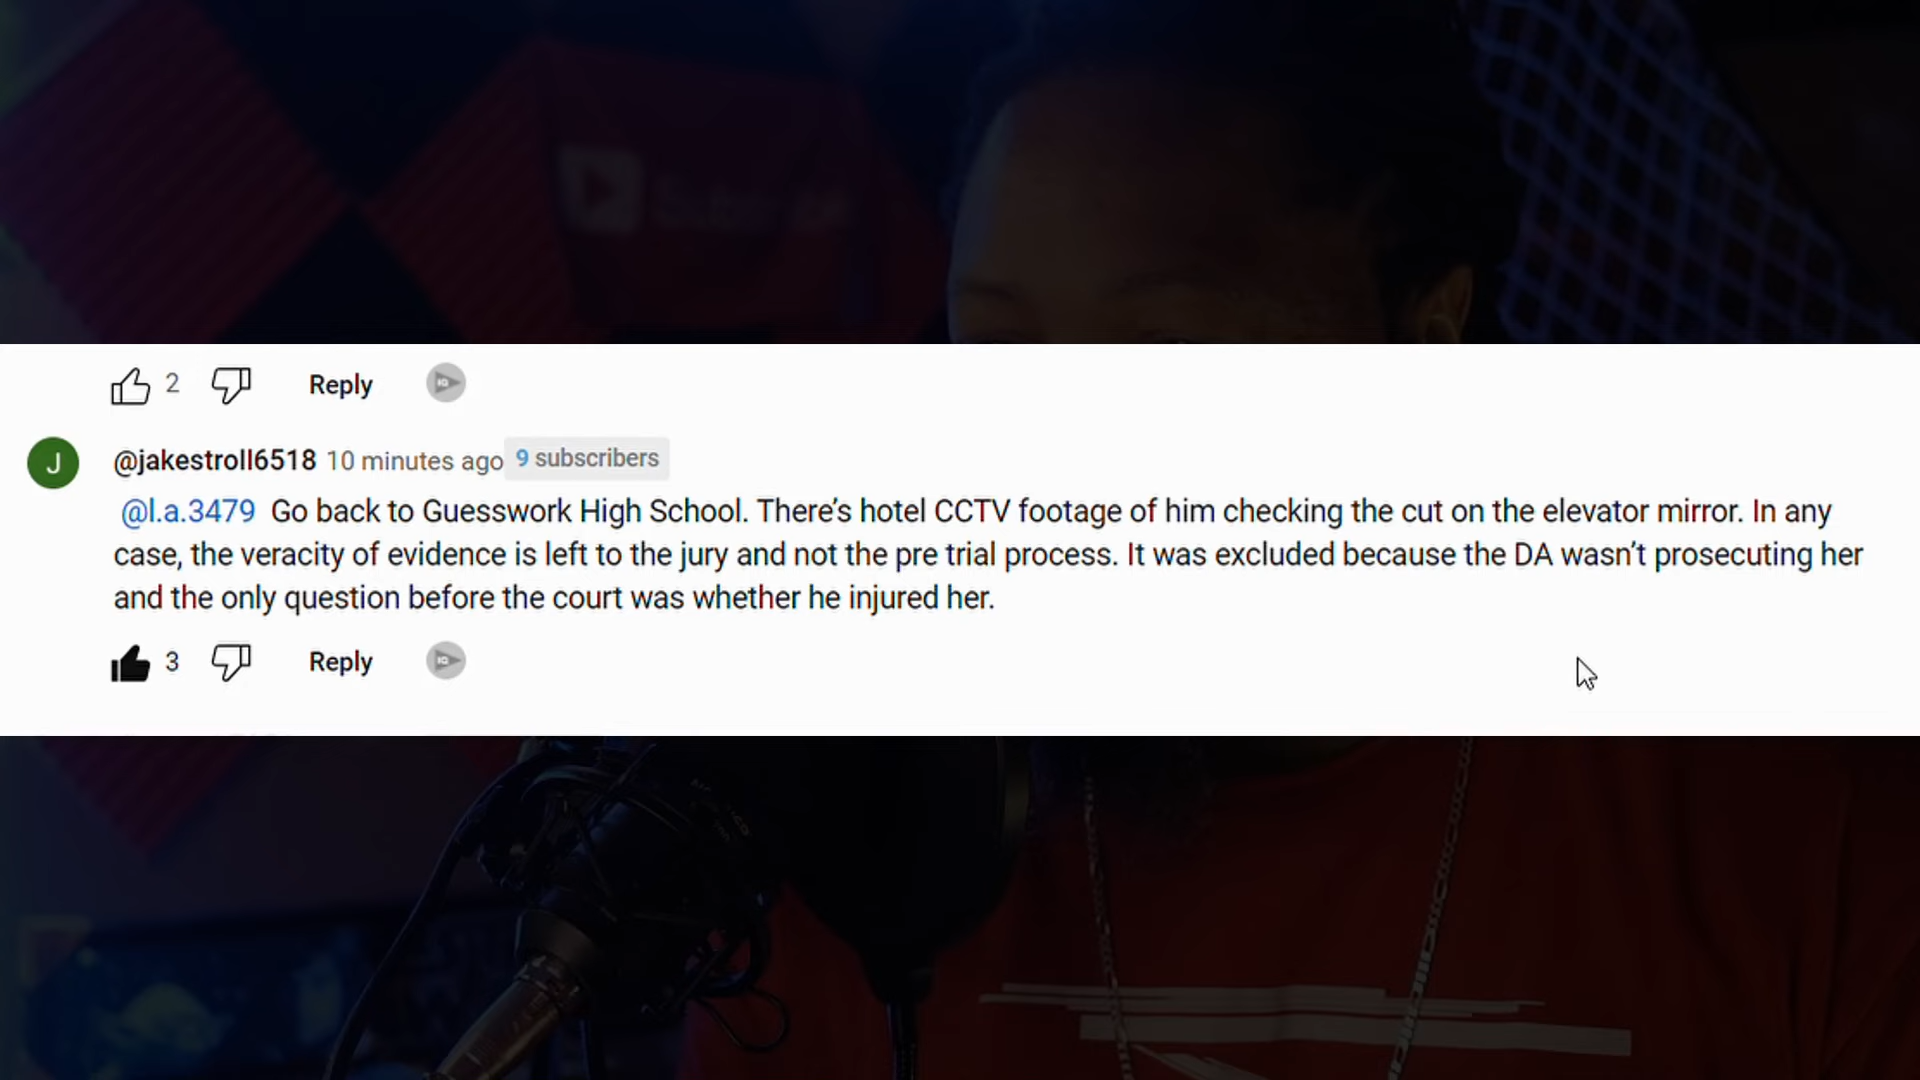 Subscribe
2 Reply
J @jakestroll6518 10 minutes ago 9 subscribers
@l.a.3479 Go back to Guesswork High School. There’s hotel CCTV footage of him checking the cut on the elevator mirror. In any
case, the veracity of evidence is left to the jury and not the pre trial process. It was excluded because the DA wasn’t prosecuting her
and the only question before the court was whether he injured her.
3 Reply